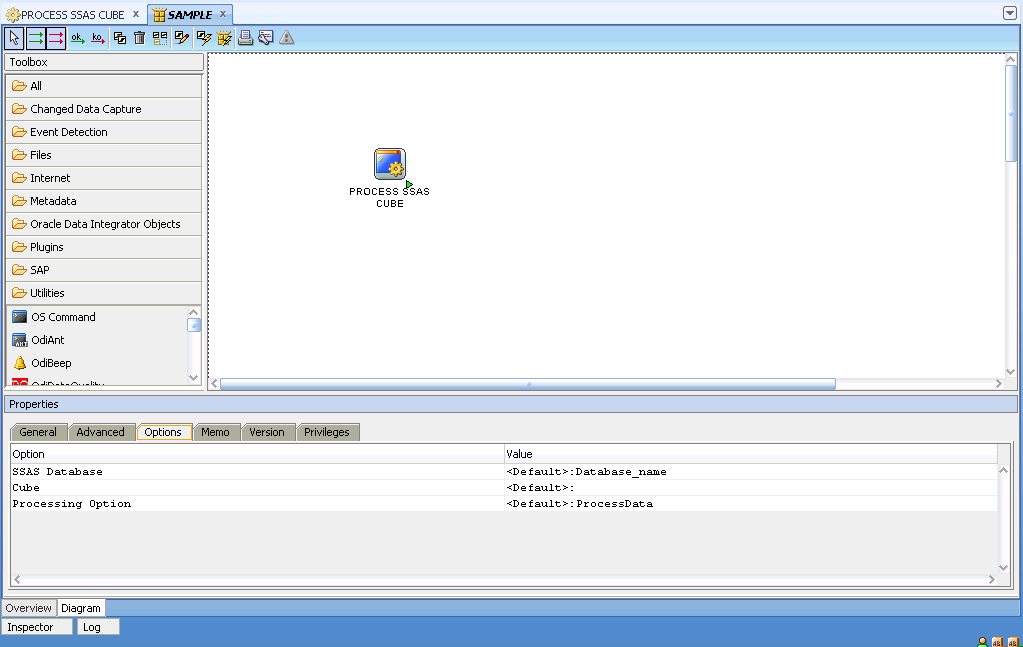 PROCESS SSAS CUBE x SAMPLE x
ok ko
Toolbox
All
Changed Data Capture
Event Detection
Files
Internet
Metadata
Oracle Data Integrator Objects
Plugins
SAP
Utilities
OS Command
OdiAnt
OdiBeep
OdiDataQuality
PROCESS SSAS
CUBE
Properties
General Advanced Options Memo Version Privileges
Option Value
SSAS Database <Default>:Database_name
Cube <Default>:
Processing Option <Default>:ProcessData
Overview Diagram
Inspector Log